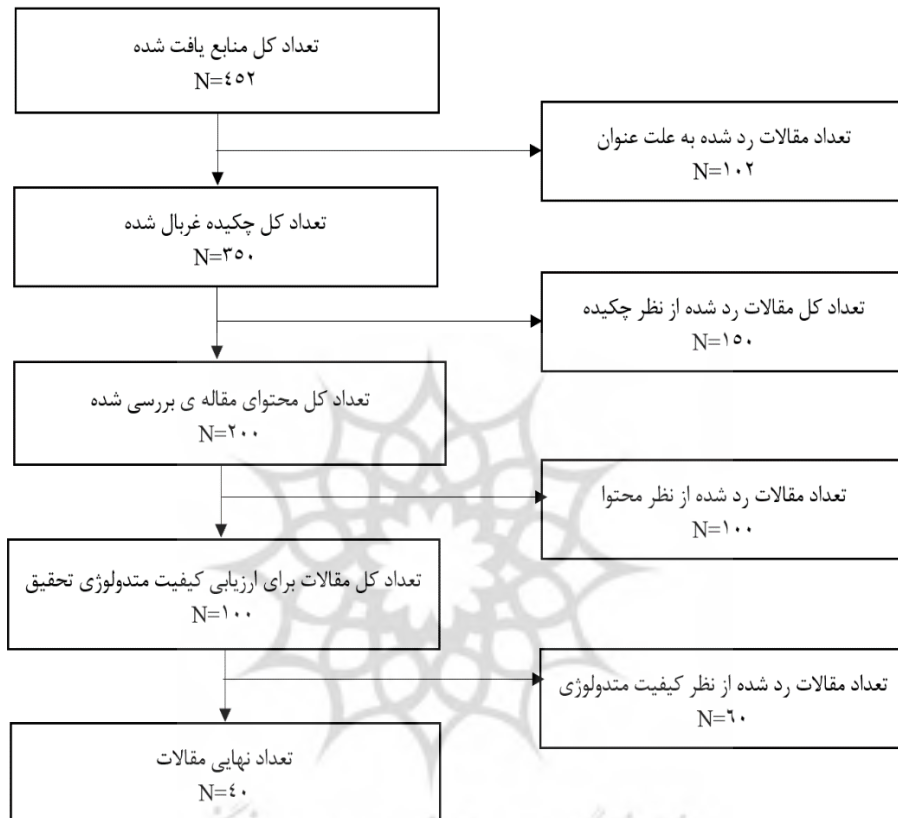 تعداد کل منابع یافت شده
N=٤٥٢
تعداد مقالات رد شده به علت عنوان
N=١٠٢
تعداد کل چکیده غربال شده
N=٣٥٠
تعداد کل مقالات رد شده از نظر چکیده
N=١٥٠
تعداد کل محتوای مقاله ی بررسی شده
N=٢٠٠
تعداد مقالات رد شده از نظر محتوا
N=١٠٠
تعداد کل مقالات برای ارزیابی کیفیت متدولوژی تحقیق
N=١٠٠
تعداد مقالات رد شده از نظر کیفیت متدولوژی
N=٦٠
تعداد نهایی مقالات
N=٤٠